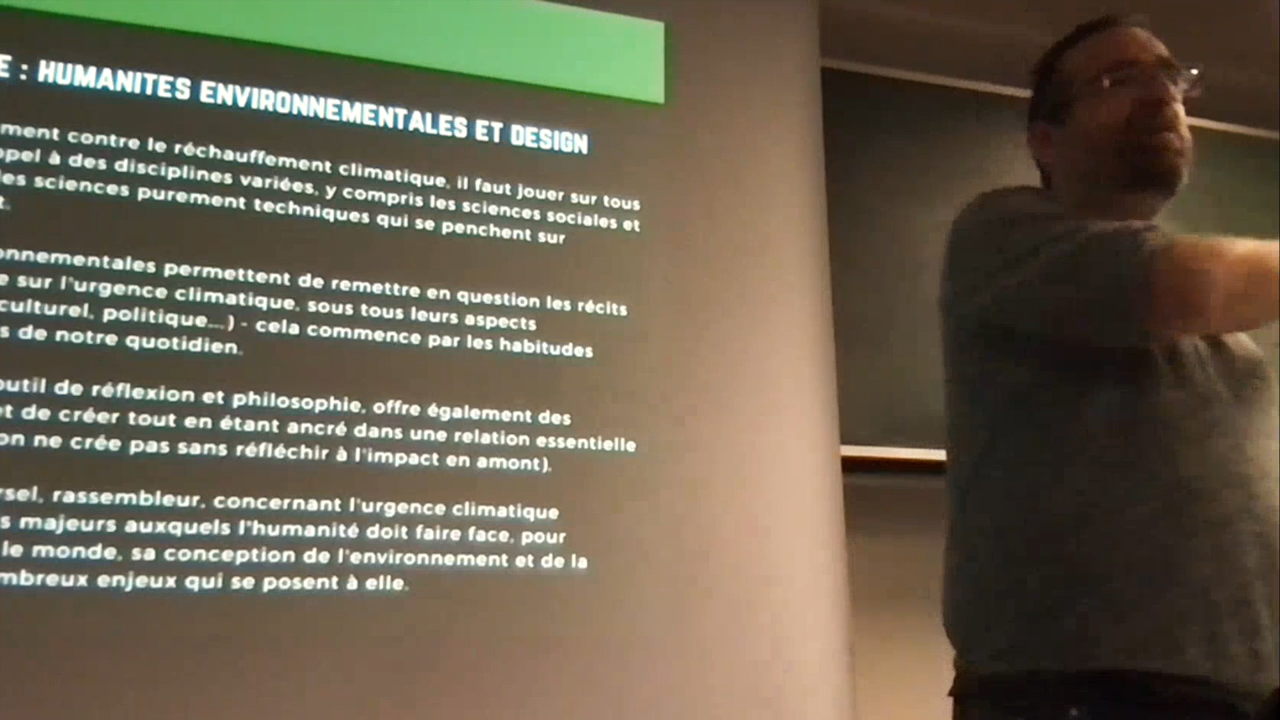 E : HUMANITES ENVIRONNEMENTALES ET DESIGN
ment contre le réchauffement climatique, il faut jouer sur tous
ppel à des disciplines variées, y compris les sciences sociales et
les sciences purement techniques qui se penchent sur
t.
onnementales permettent de remettre en question les récits
e sur l'urgence climatique, sous tous leurs aspects
culturel, politique...) - cela commence par les habitudes
s de notre quotidien.
outil de réflexion et philosophie, offre également des
et de créer tout en étant ancré dans une relation essentielle
on ne crée pas sans réfléchir à l'impact en amont).
rsel, rassembleur, concernant l'urgence climatique
s majeurs auxquels l'humanité doit faire face, pour
le monde, sa conception de l'environnement et de la
mbreux enjeux qui se posent à elle.